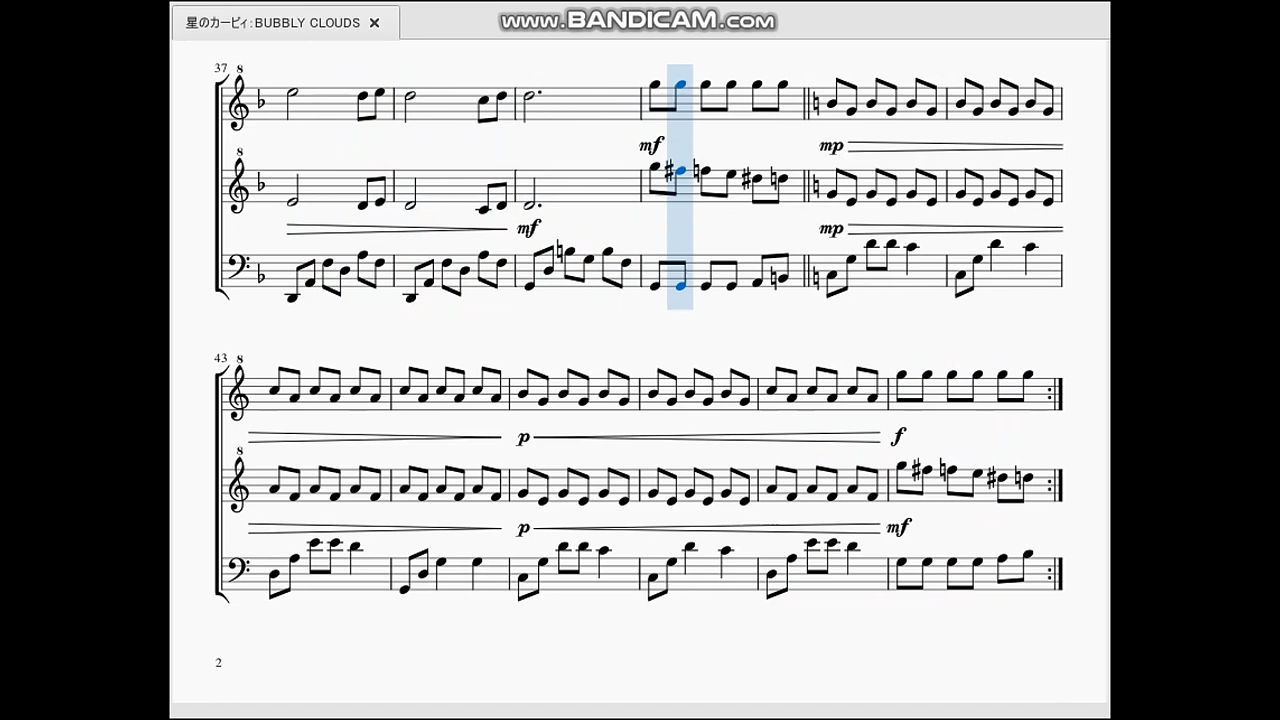 星のカービィ:BUBBLY CLOUDS ×
www.BANDICAM.com
37
8
mf
mp
8
mf
mp
43
8
p
f
8
p
mf
2